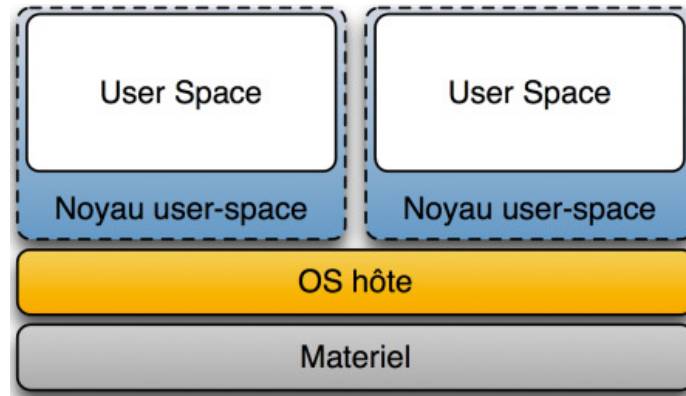 User Space
User Space
Noyau user-space
Noyau user-space
OS hôte
Materiel